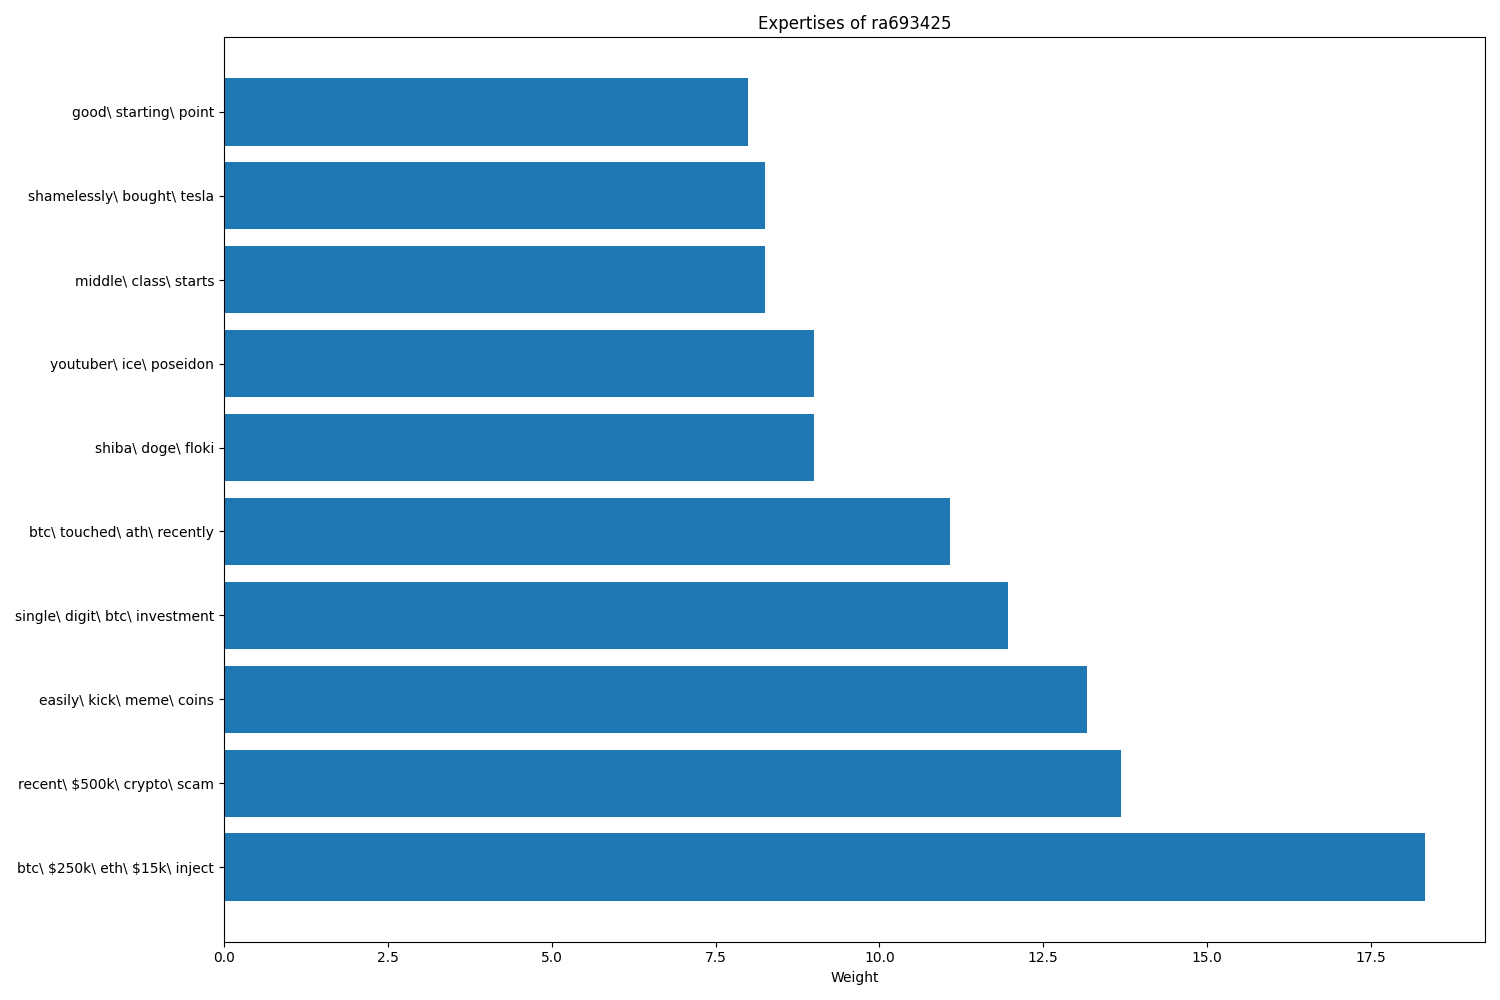 Expertises of ra693425
good\ starting\ point
shamelessly\ bought\ tesla
middle\ class\ starts
youtuber\ ice\ poseidon
shiba\ doge\ floki
btc\ touched\ ath\ recently
single\ digit\ btc\ investment
easily\ kick\ meme\ coins
recent\ $500k\ crypto\ scam
btc\ $250k\ eth\ $15k\ inject
0.0 2.5 5.0 7.5 10.0 12.5 15.0 17.5
Weight